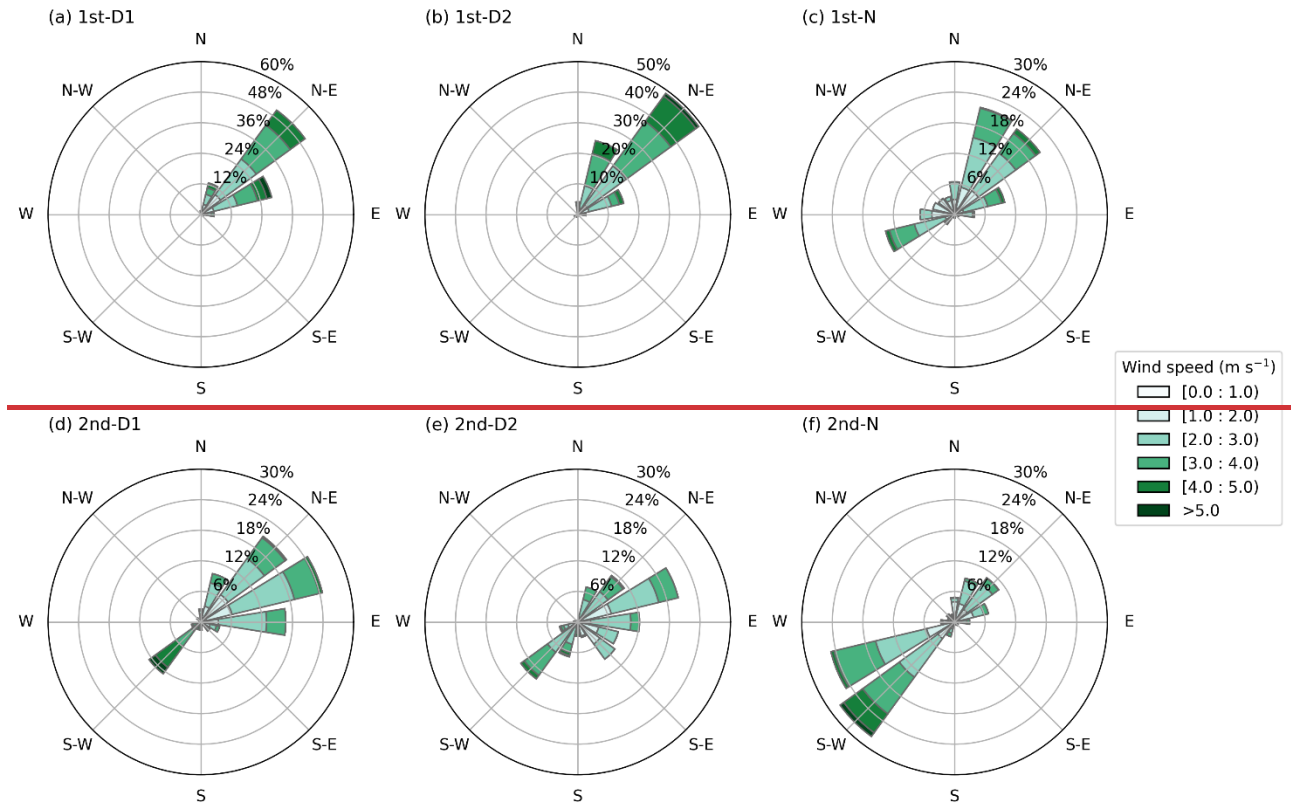 (a) 1st-D1
(b) 1st-D2
(c) 1st-N
N
N
N
60%
50%
30%
N-W
N-E
N-W
N-E
N-W
N-E
48%
40%
24%
36%
30%
18%
24%
20%
12%
12%
10%
6%
W
E
W
E
W
E
S-W
S-E
S-W
S-E
S-W
S-E
S
S
S
Wind speed (m s⁻¹)
[0.0 : 1.0)
[1.0 : 2.0)
[2.0 : 3.0)
[3.0 : 4.0)
[4.0 : 5.0)
>5.0
(d) 2nd-D1
(e) 2nd-D2
(f) 2nd-N
N
N
N
30%
30%
30%
N-W
N-E
N-W
N-E
N-W
N-E
24%
24%
24%
18%
18%
18%
12%
12%
12%
6%
6%
6%
W
E
W
E
W
E
S-W
S-E
S-W
S-E
S-W
S-E
S
S
S